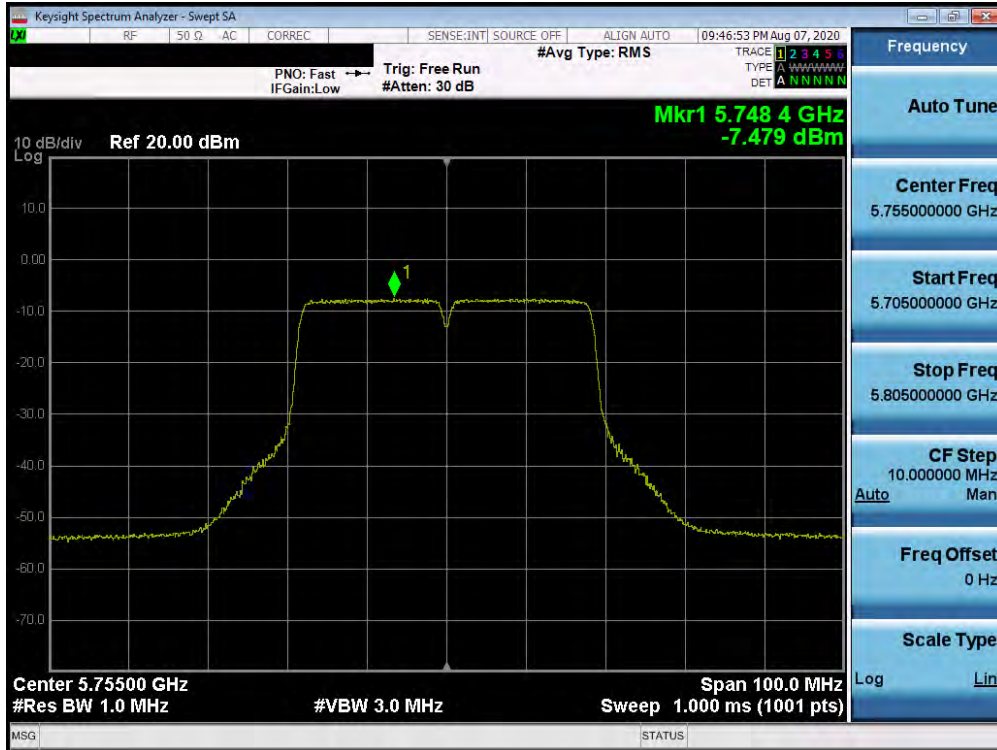 Keysight Spectrum Analyzer - Swept SA
LXI RF 50 Ω AC CORREC SENSE:INT SOURCE OFF ALIGN AUTO 09:46:53 PM Aug 07, 2020
PNO: Fast Trig: Free Run #Avg Type: RMS TRACE 1 2 3 4 5 6
IFGain:Low #Atten: 30 dB TYPE A WWWWW
DET A N N N N N
Mkr1 5.748 4 GHz
-7.479 dBm
10 dB/div Ref 20.00 dBm
Log
10.0
0.00
-10.0
-20.0
-30.0
-40.0
-50.0
-60.0
-70.0
1
Center 5.75500 GHz Span 100.0 MHz
#Res BW 1.0 MHz #VBW 3.0 MHz Sweep 1.000 ms (1001 pts)
MSG STATUS
Frequency
Auto Tune
Center Freq
5.755000000 GHz
Start Freq
5.705000000 GHz
Stop Freq
5.805000000 GHz
CF Step
10.000000 MHz
Auto Man
Freq Offset
0 Hz
Scale Type
Log Lin